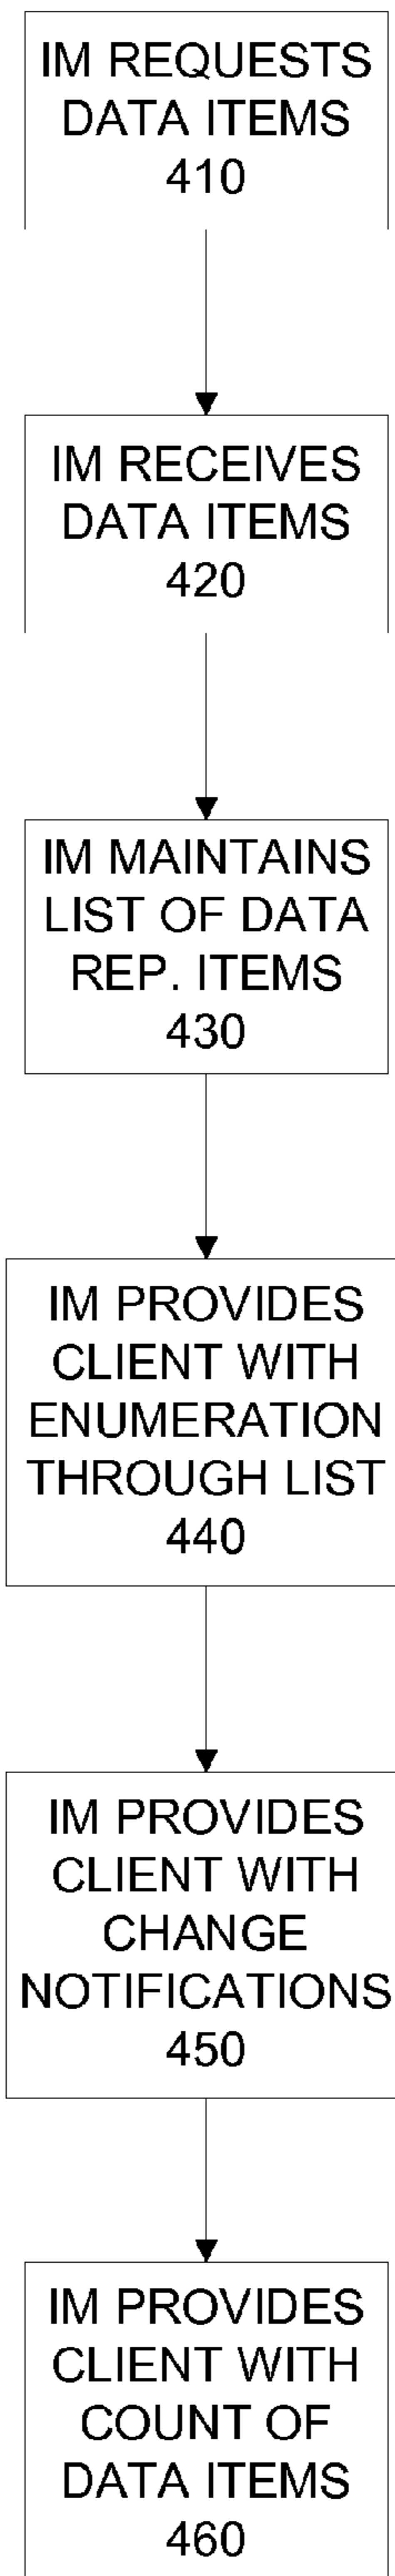 IM REQUESTS
DATA ITEMS
410
IM RECEIVES
DATA ITEMS
420
IM MAINTAINS
LIST OF DATA
REP. ITEMS
430
IM PROVIDES
CLIENT WITH
ENUMERATION
THROUGH LIST
440
IM PROVIDES
CLIENT WITH
CHANGE
NOTIFICATIONS
450
IM PROVIDES
CLIENT WITH
COUNT OF
DATA ITEMS
460